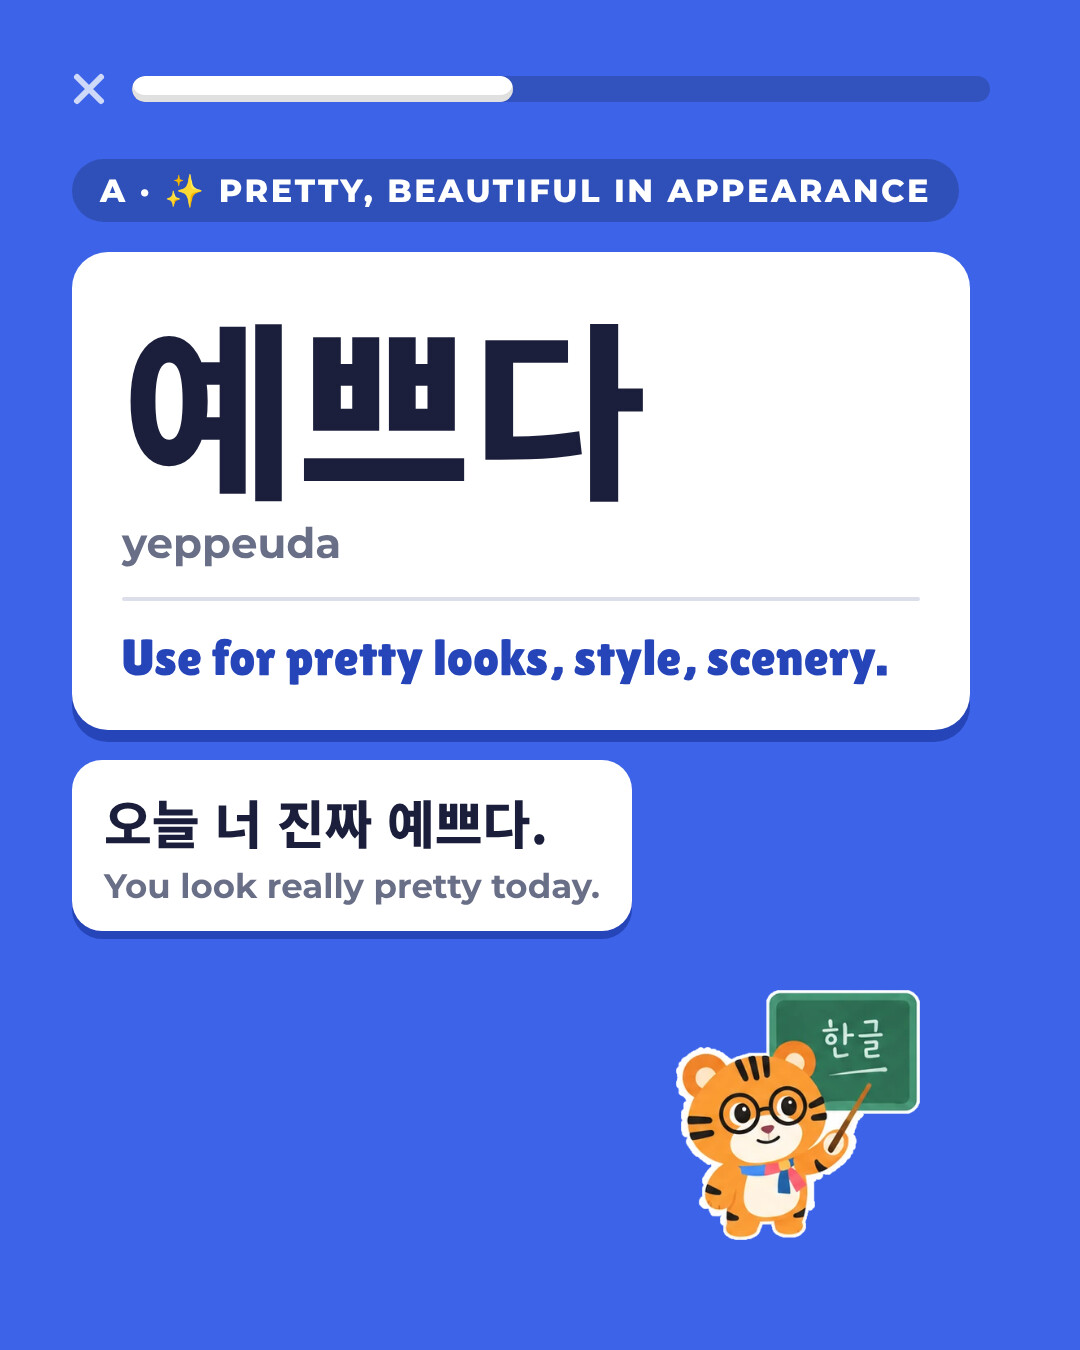 A · ✨ PRETTY, BEAUTIFUL IN APPEARANCE
예쁘다
yeppeuda
Use for pretty looks, style, scenery.
오늘 너 진짜 예쁘다.
You look really pretty today.
한글